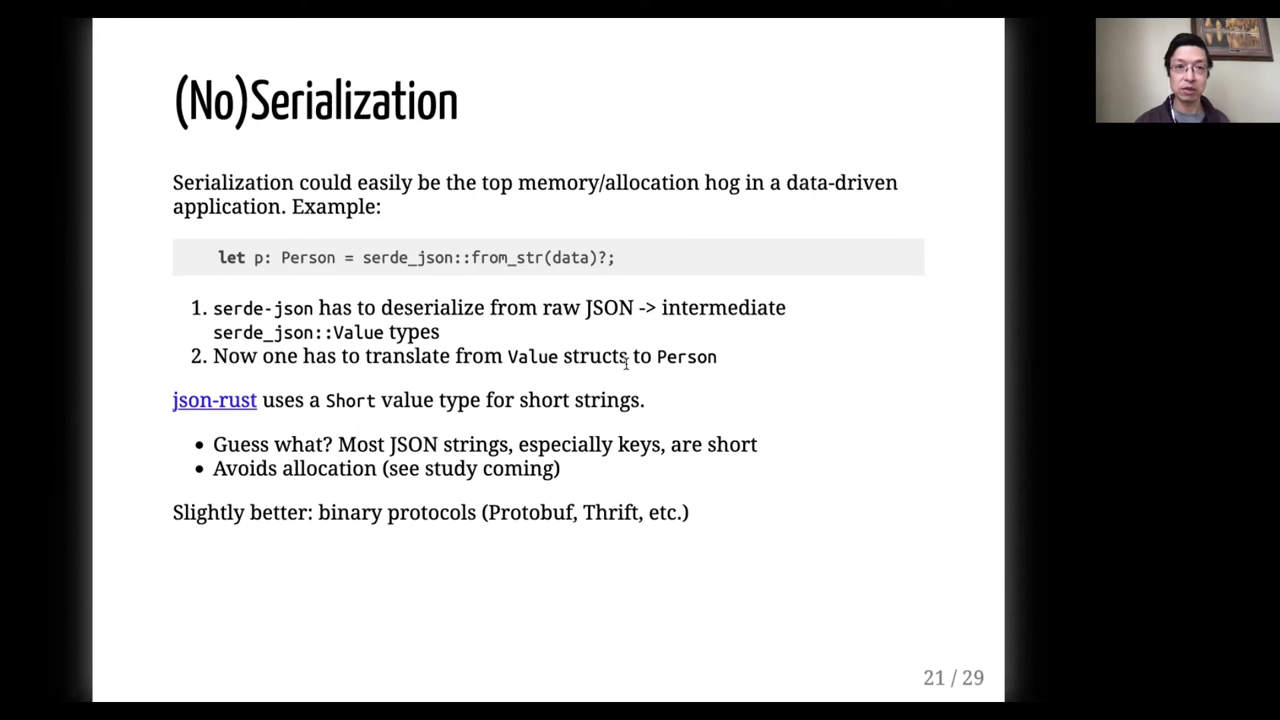 (No)Serialization
Serialization could easily be the top memory/allocation hog in a data-driven
application. Example:
let p: Person = serde_json::from_str(data)?;
1. serde-json has to deserialize from raw JSON -> intermediate
serde_json::Value types
2. Now one has to translate from Value structs to Person
json-rust uses a Short value type for short strings.
• Guess what? Most JSON strings, especially keys, are short
• Avoids allocation (see study coming)
Slightly better: binary protocols (Protobuf, Thrift, etc.)
21 / 29